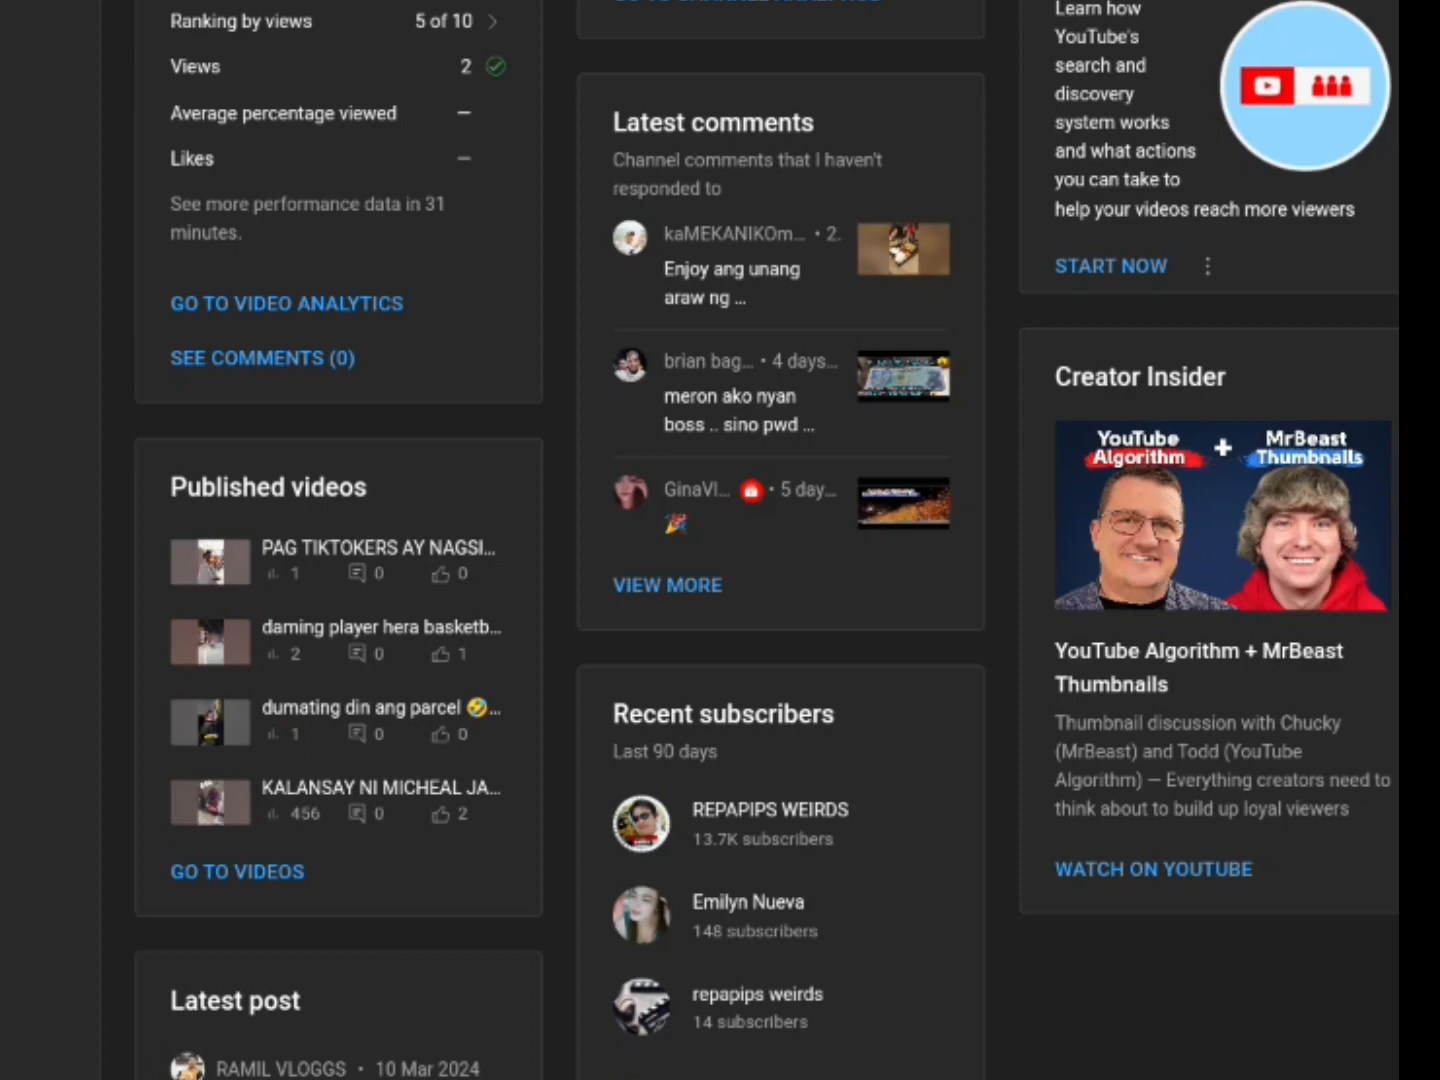 Ranking by views 5 of 10
Views 2
Average percentage viewed —
Likes —
See more performance data in 31
minutes.
GO TO VIDEO ANALYTICS
SEE COMMENTS (0)
Published videos
PAG TIKTOKERS AY NAGSI...
1 0 0
daming player hera basketb...
2 0 1
dumating din ang parcel 🤣...
1 0 0
KALANSAY NI MICHEAL JA...
456 0 2
GO TO VIDEOS
Latest post
RAMIL VLOGGS • 10 Mar 2024
Latest comments
Channel comments that I haven't
responded to
kaMEKANIKOm... • 2.
Enjoy ang unang
araw ng ...
brian bag... • 4 days...
meron ako nyan
boss .. sino pwd ...
GinaVl... • 5 day...
🎉
VIEW MORE
Recent subscribers
Last 90 days
REPAPIPS WEIRDS
13.7K subscribers
Emilyn Nueva
148 subscribers
repapips weirds
14 subscribers
Learn how
YouTube's
search and
discovery
system works
and what actions
you can take to
help your videos reach more viewers
START NOW
Creator Insider
YouTube + MrBeast
Algorithm Thumbnails
YouTube Algorithm + MrBeast
Thumbnails
Thumbnail discussion with Chucky
(MrBeast) and Todd (YouTube
Algorithm) — Everything creators need to
think about to build up loyal viewers
WATCH ON YOUTUBE